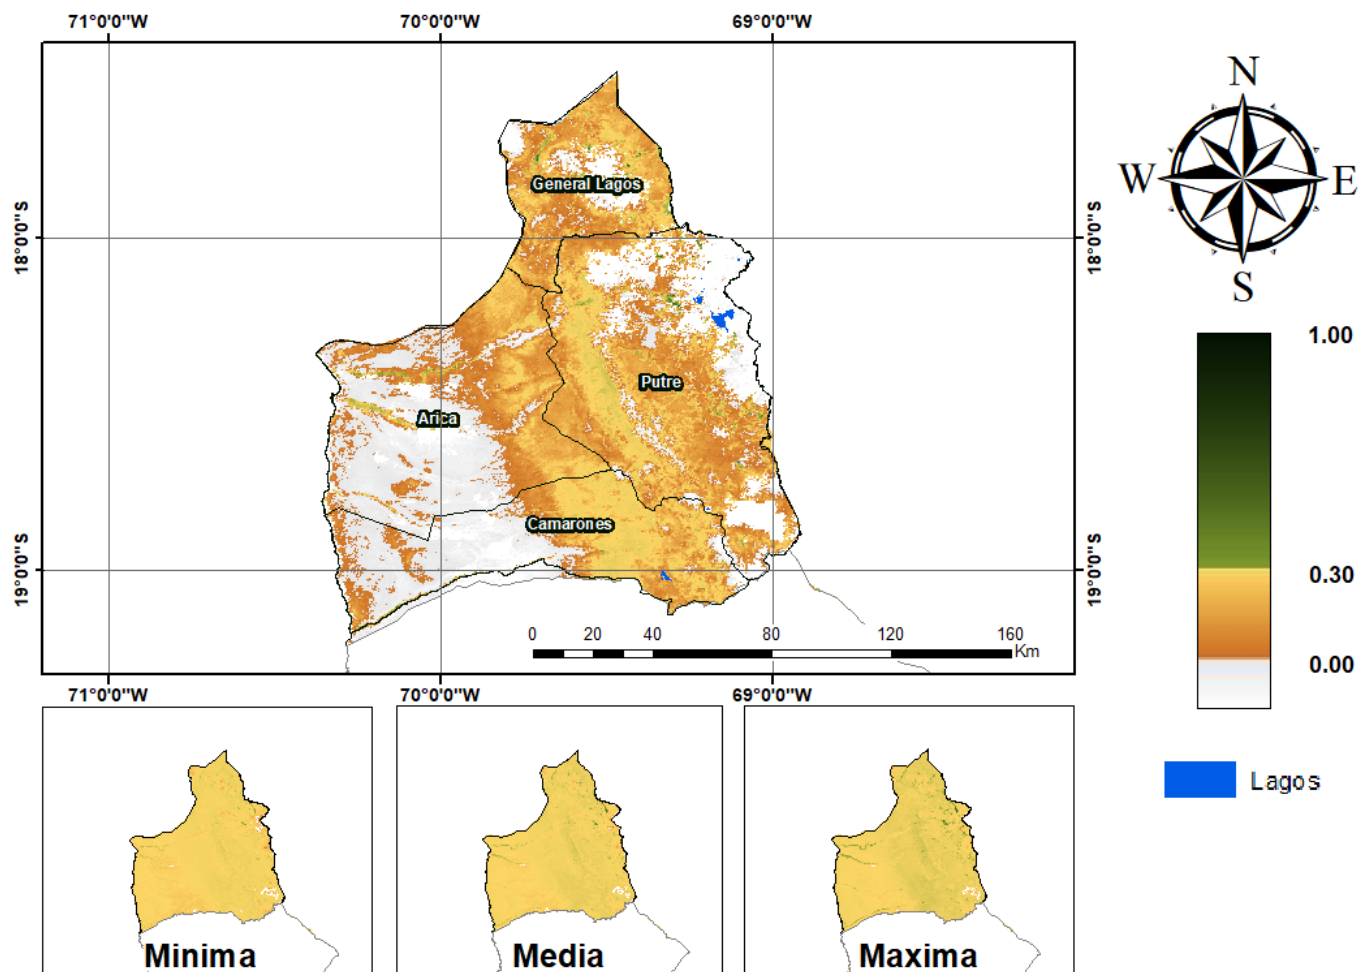 71°0'0"W 70°0'0"W 69°0'0"W
N
W E
S
18°0'0"S 18°0'0"S
19°0'0"S 19°0'0"S
General Lagos
Putre
Arica
Camarones
0 20 40 80 120 160
Km
71°0'0"W 70°0'0"W 69°0'0"W
1.00
0.30
0.00
Lagos
Minima
Media
Maxima